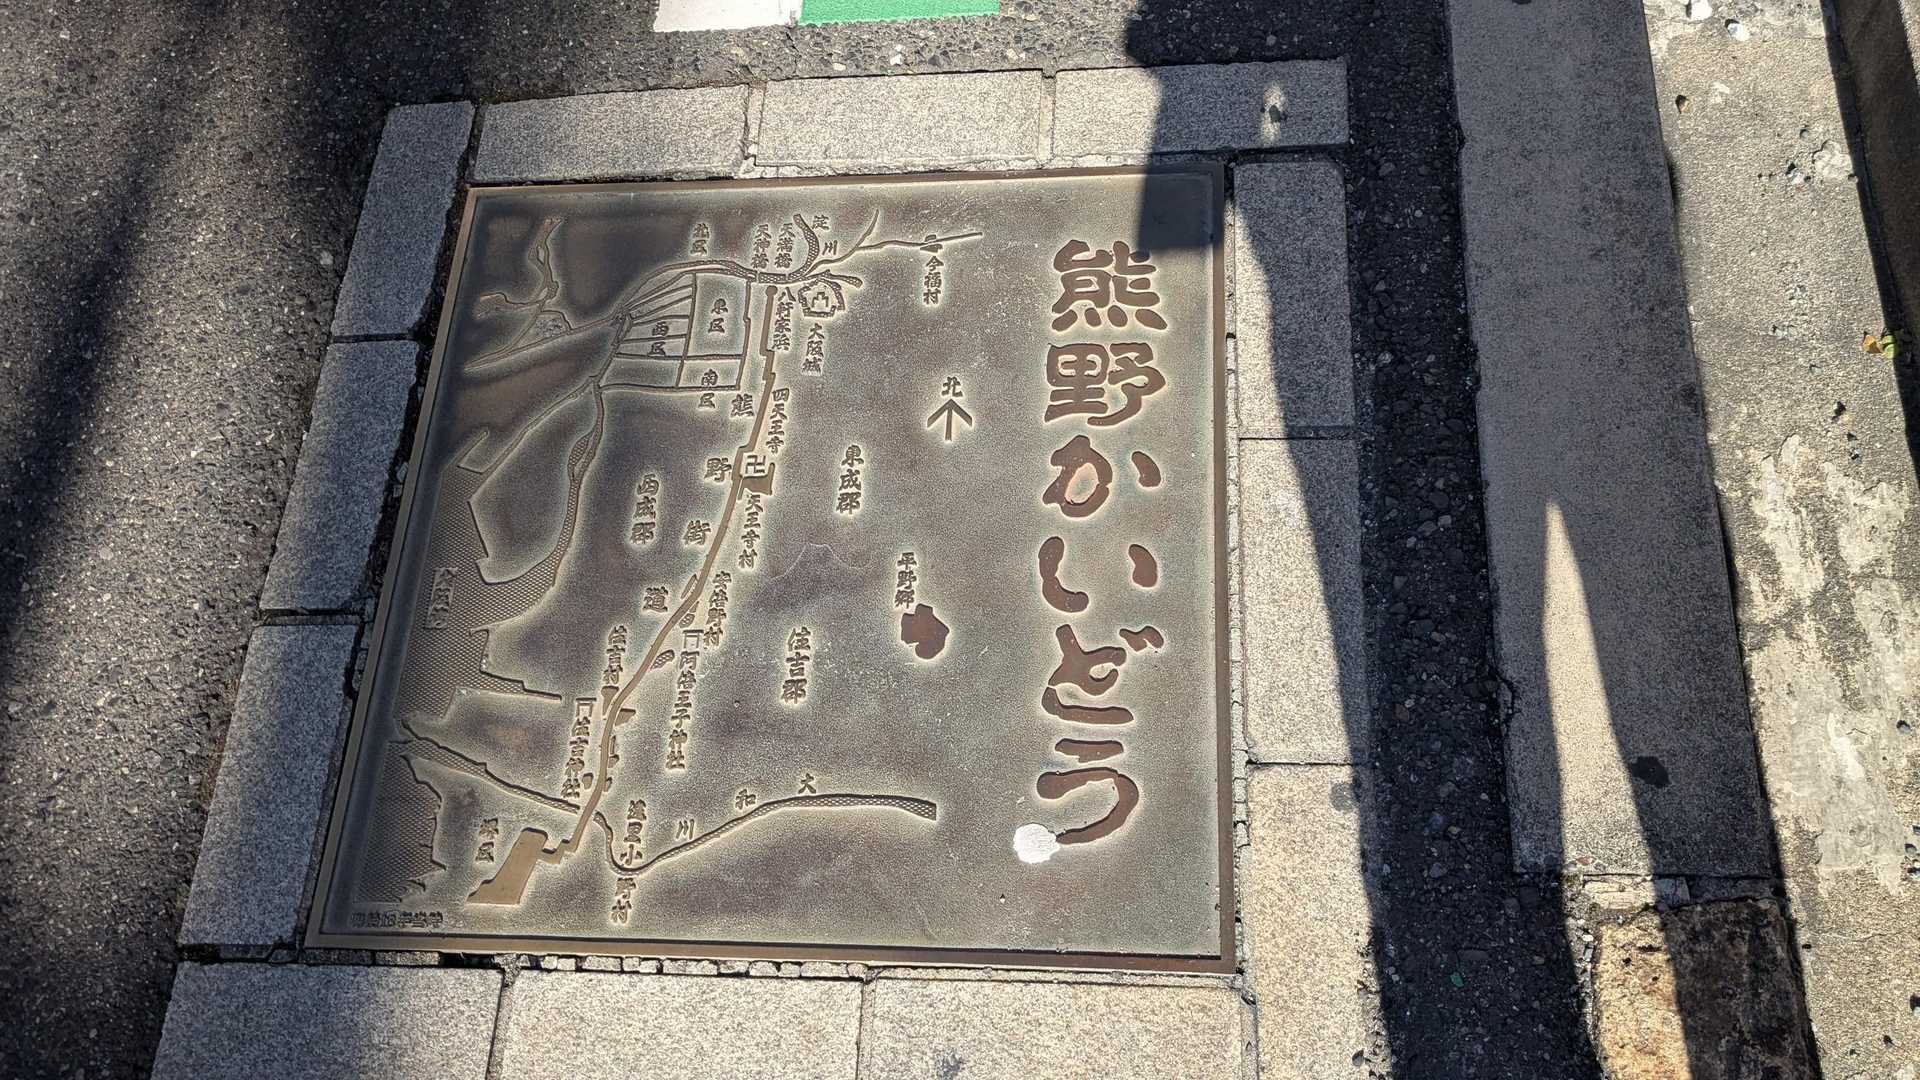 熊野かいどう
北
淀川
天満橋
天神橋
北区
今福村
八軒家浜
大阪城
東区
西区
南区
四天王寺
卍
天王寺村
熊野街道
東成郡
西成郡
平野郷
安倍野村
阿倍王子神社
住吉郡
住吉村
住吉神社
大和川
遠里小野村
堺区